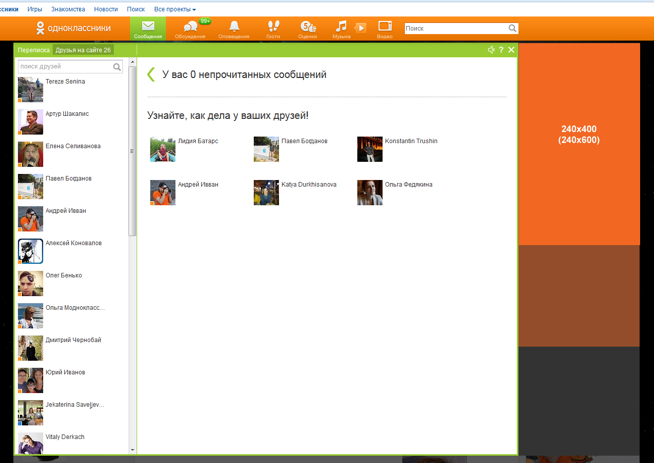 ссники Игры Знакомства Новости Поиск Все проекты
одноклассники
Сообщения Обсуждения 99+ Оповещения Гости Оценки Музыка Видео Поиск
Переписка Друзья на сайте 26 ?
поиск друзей
Tereze Senina
Артур Шакалис
Елена Селиванова
Павел Богданов
Андрей Ивван
Алексей Коновалов
Олег Бенько
Ольга Моднокласс...
Дмитрий Чернобай
Юрий Иванов
Jekaterina Saveljev...
Vitaly Derkach
У вас 0 непрочитанных сообщений
Узнайте, как дела у ваших друзей!
Лидия Батарс Павел Богданов Konstantin Trushin
Андрей Ивван Katya Durkhisanova Ольга Федякина
240x400
(240x600)